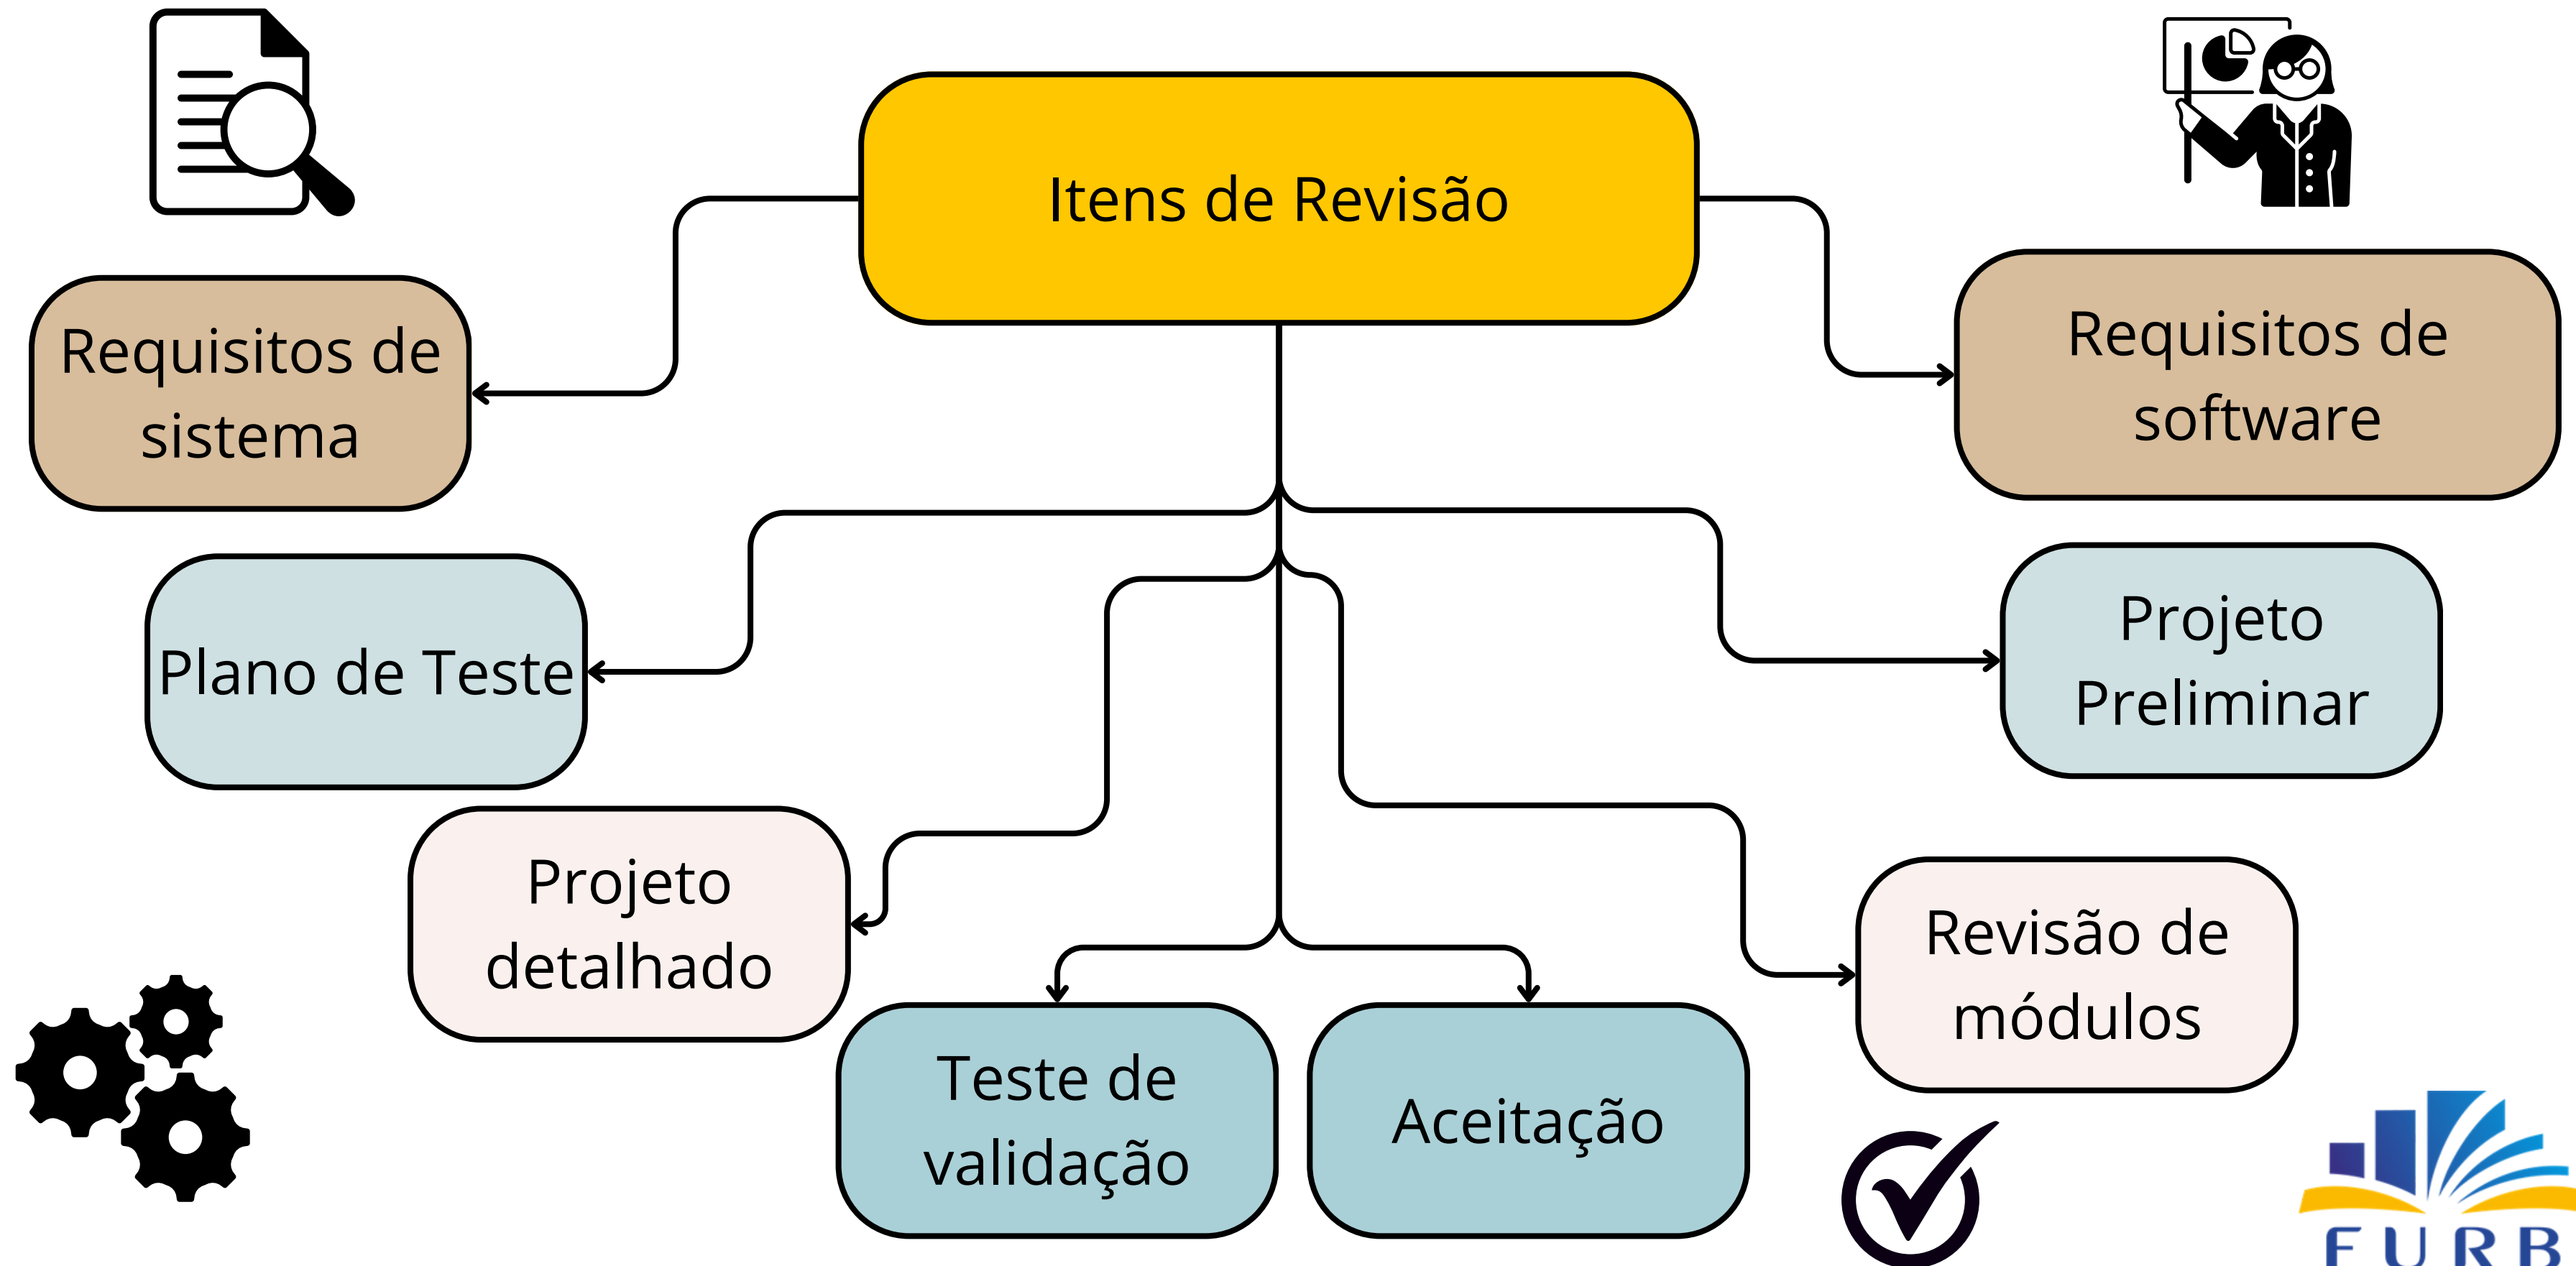 Itens de Revisão
Requisitos de
sistema
Requisitos de
software
Plano de Teste
Projeto
Preliminar
Projeto
detalhado
Revisão de
módulos
Teste de
validação
Aceitação
FURB